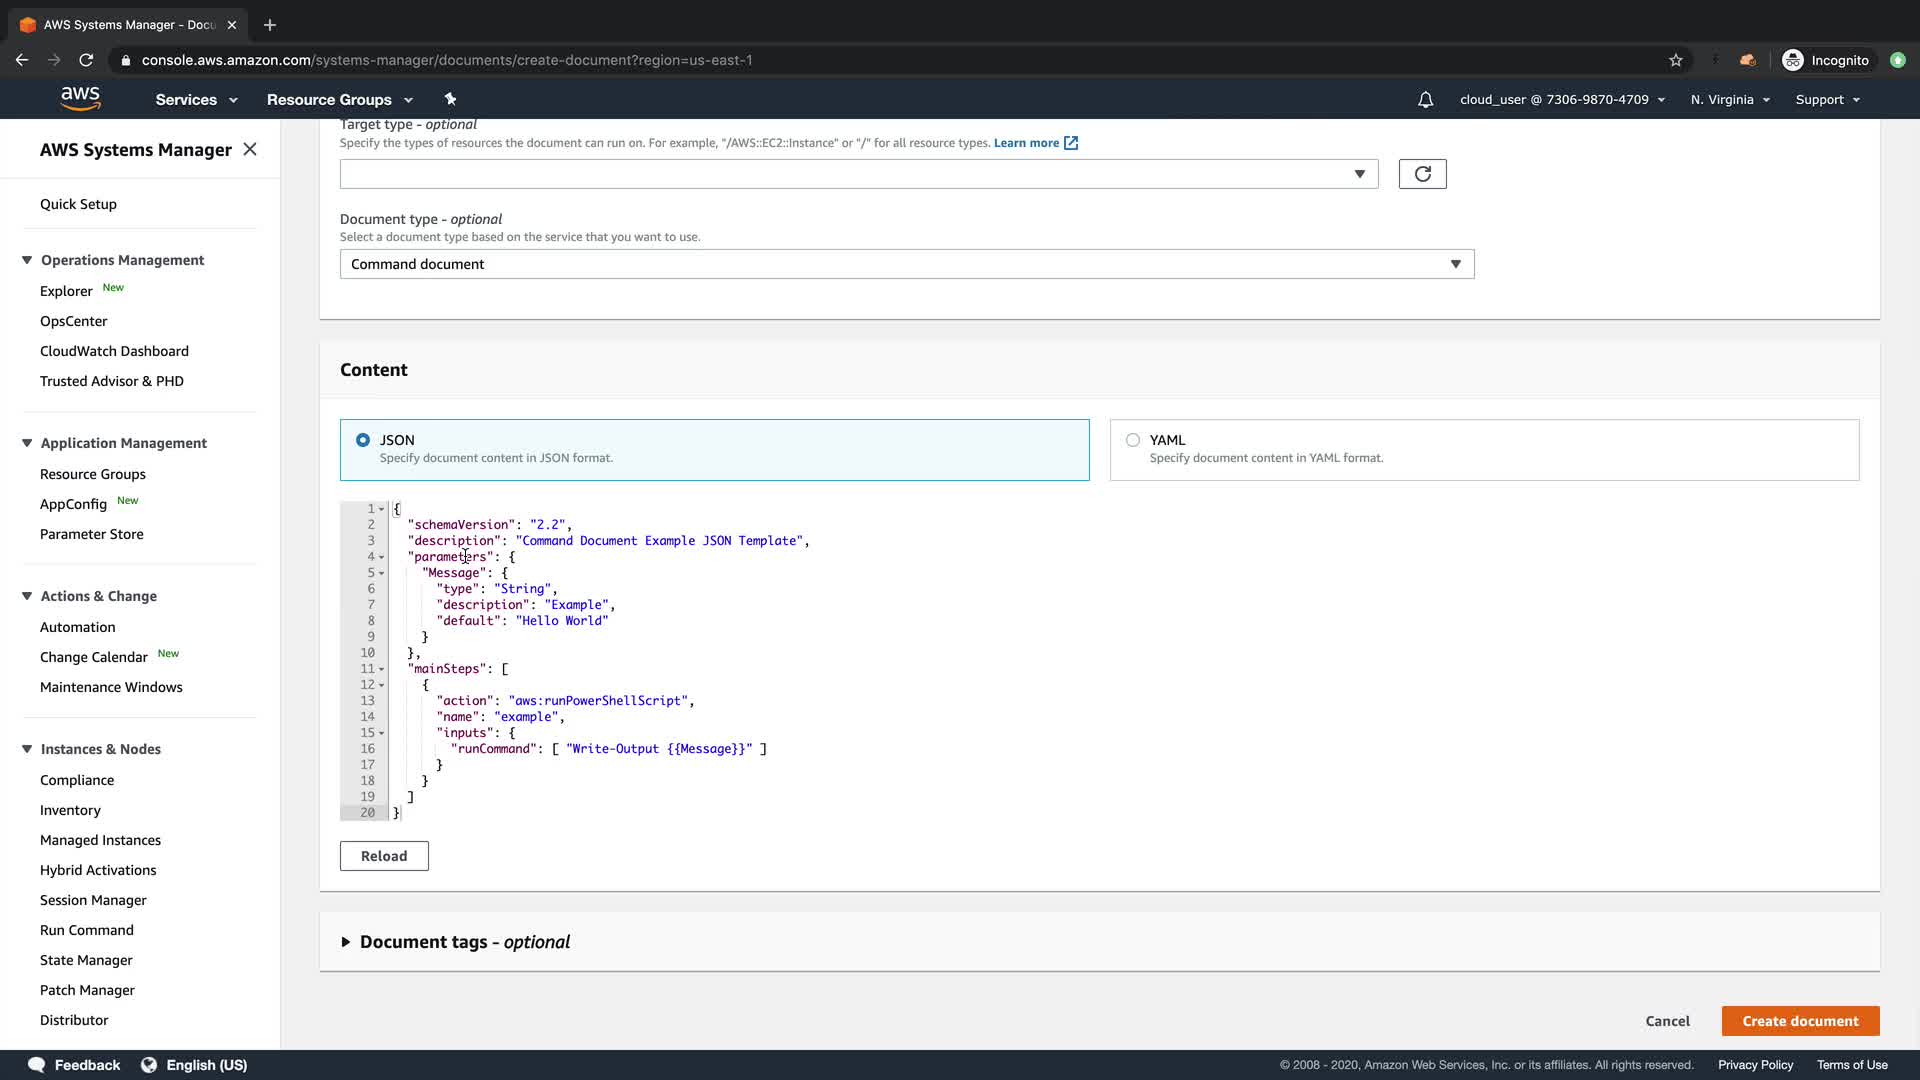 AWS Systems Manager - Docu
console.aws.amazon.com/systems-manager/documents/create-document?region=us-east-1
Incognito
aws
Services
Resource Groups
cloud_user @ 7306-9870-4709
N. Virginia
Support
AWS Systems Manager
Quick Setup
Operations Management
Explorer New
OpsCenter
CloudWatch Dashboard
Trusted Advisor & PHD
Application Management
Resource Groups
AppConfig New
Parameter Store
Actions & Change
Automation
Change Calendar New
Maintenance Windows
Instances & Nodes
Compliance
Inventory
Managed Instances
Hybrid Activations
Session Manager
Run Command
State Manager
Patch Manager
Distributor
Target type - optional
Specify the types of resources the document can run on. For example, "/AWS::EC2::Instance" or "/" for all resource types. Learn more
Document type - optional
Select a document type based on the service that you want to use.
Command document
Content
JSON
Specify document content in JSON format.
YAML
Specify document content in YAML format.
1 {
2 "schemaVersion": "2.2",
3 "description": "Command Document Example JSON Template",
4 "parameters": {
5 "Message": {
6 "type": "String",
7 "description": "Example",
8 "default": "Hello World"
9 }
10 },
11 "mainSteps": [
12 {
13 "action": "aws:runPowerShellScript",
14 "name": "example",
15 "inputs": {
16 "runCommand": [ "Write-Output {{Message}}" ]
17 }
18 }
19 ]
20 }
Reload
Document tags - optional
Cancel
Create document
Feedback
English (US)
© 2008 - 2020, Amazon Web Services, Inc. or its affiliates. All rights reserved.
Privacy Policy
Terms of Use